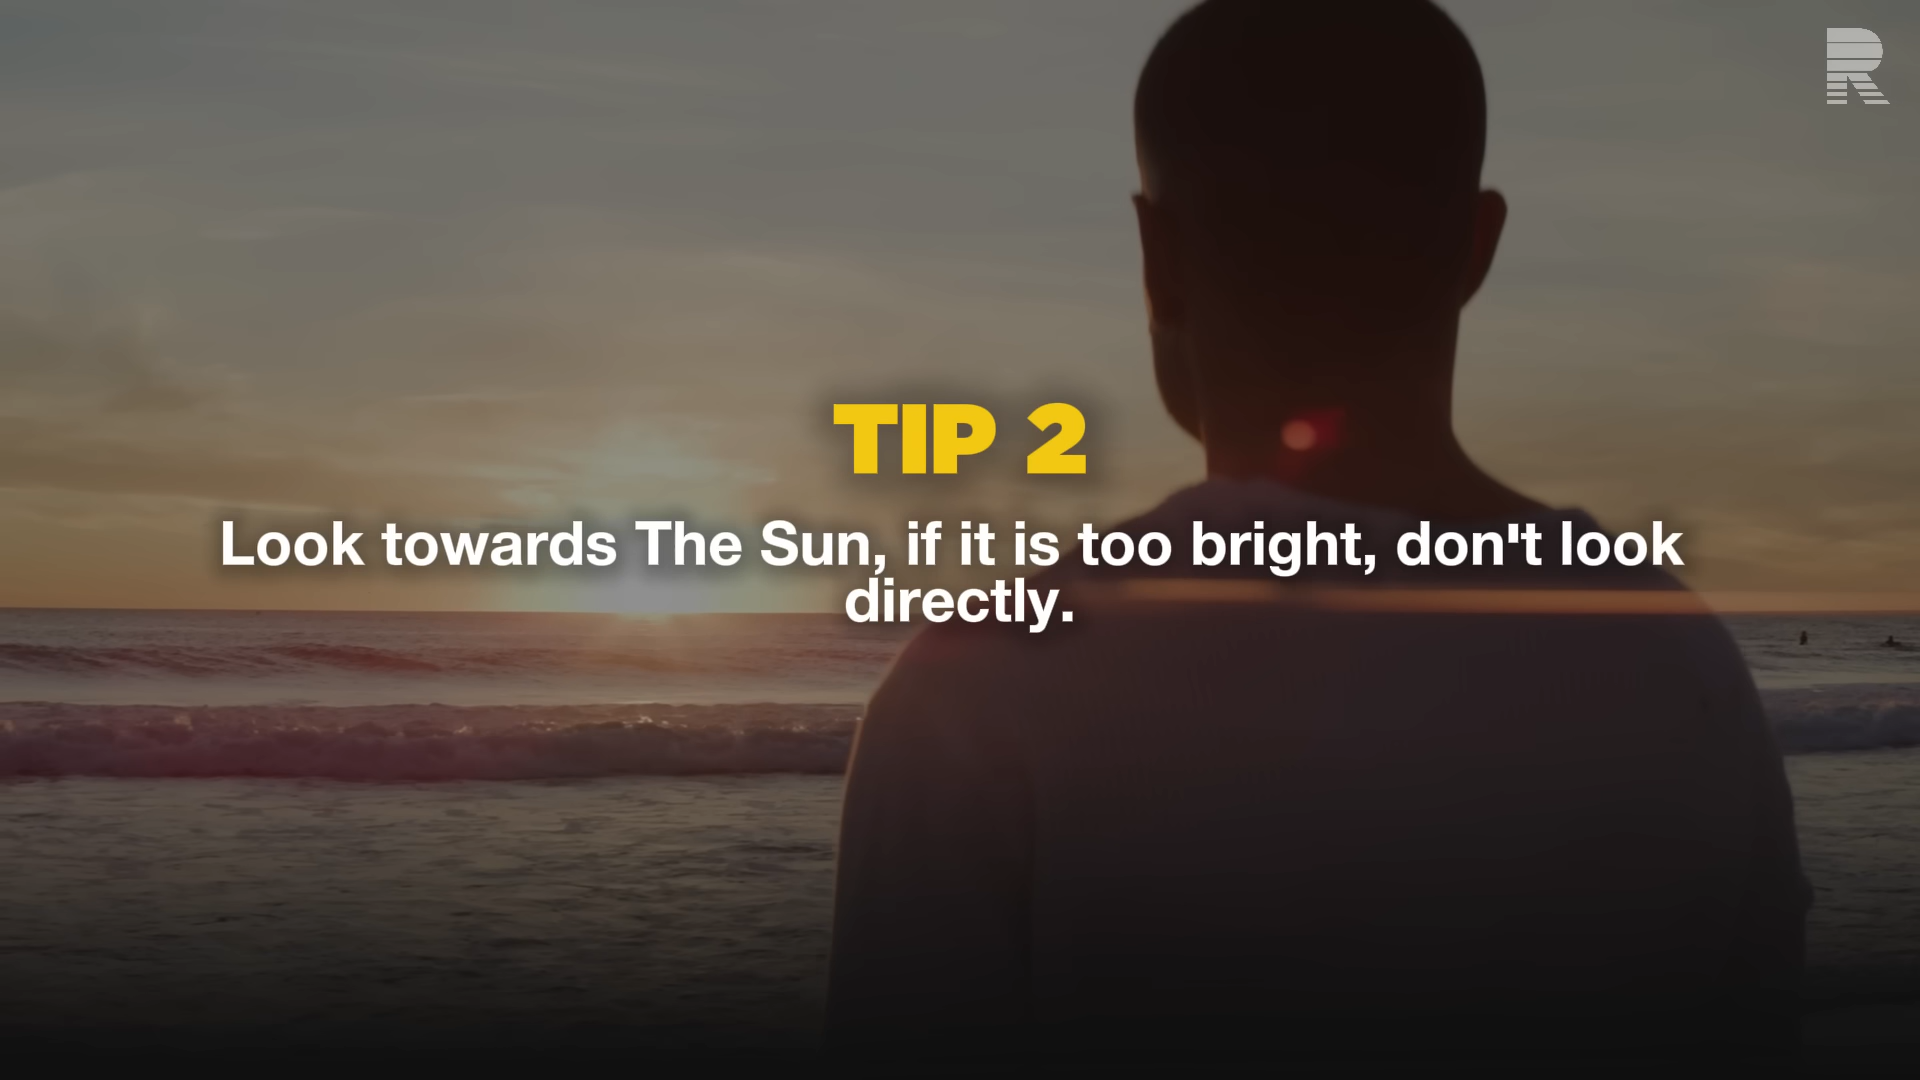 R
TIP 2
Look towards The Sun, if it is too bright, don't look
directly.